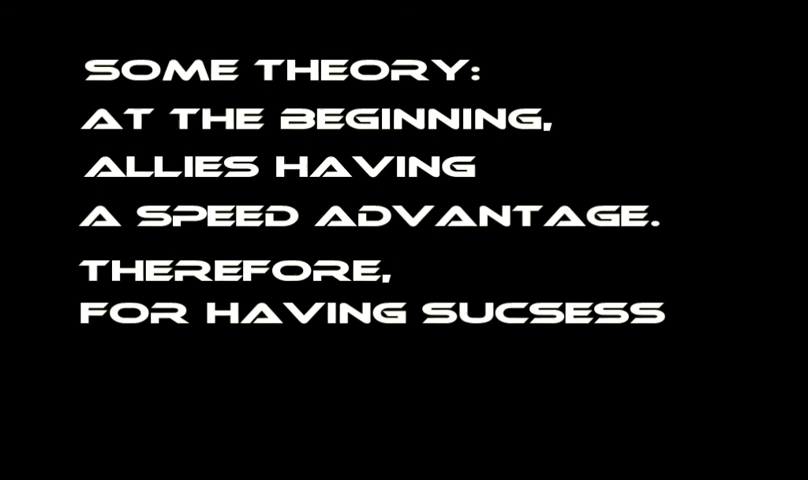 SOME THEORY:
AT THE BEGINNING,
ALLIES HAVING
A SPEED ADVANTAGE.
THEREFORE,
FOR HAVING SUCSESS